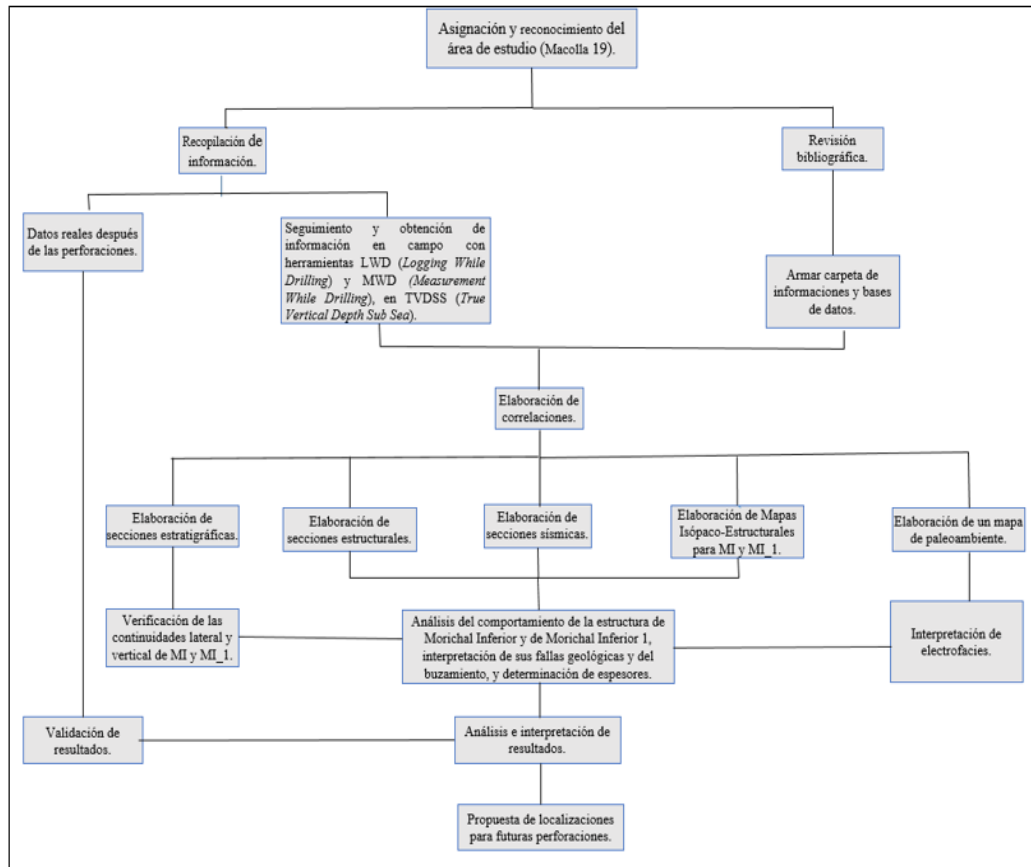 Asignación y reconocimiento del
área de estudio (Macolla 19).
Recopilación de
información.
Revisión
bibliográfica.
Datos reales después
de las perforaciones.
Seguimiento y obtención de
información en campo con
herramientas LWD (Logging While
Drilling) y MWD (Measurement
While Drilling), en TVDSS (True
Vertical Depth Sub Sea).
Armar carpeta de
informaciones y bases
de datos.
Elaboración de
correlaciones.
Elaboración de
secciones estratigráficas.
Elaboración de
secciones estructurales.
Elaboración de
secciones sísmicas.
Elaboración de Mapas
Isópaco-Estructurales
para MI y MI_1.
Elaboración de un mapa
de paleoambiente.
Verificación de las
continuidades lateral y
vertical de MI y MI_1.
Análisis del comportamiento de la estructura de
Morichal Inferior y de Morichal Inferior 1,
interpretación de sus fallas geológicas y del
buzamiento, y determinación de espesores.
Interpretación de
electrofacies.
Validación de
resultados.
Análisis e interpretación de
resultados.
Propuesta de localizaciones
para futuras perforaciones.